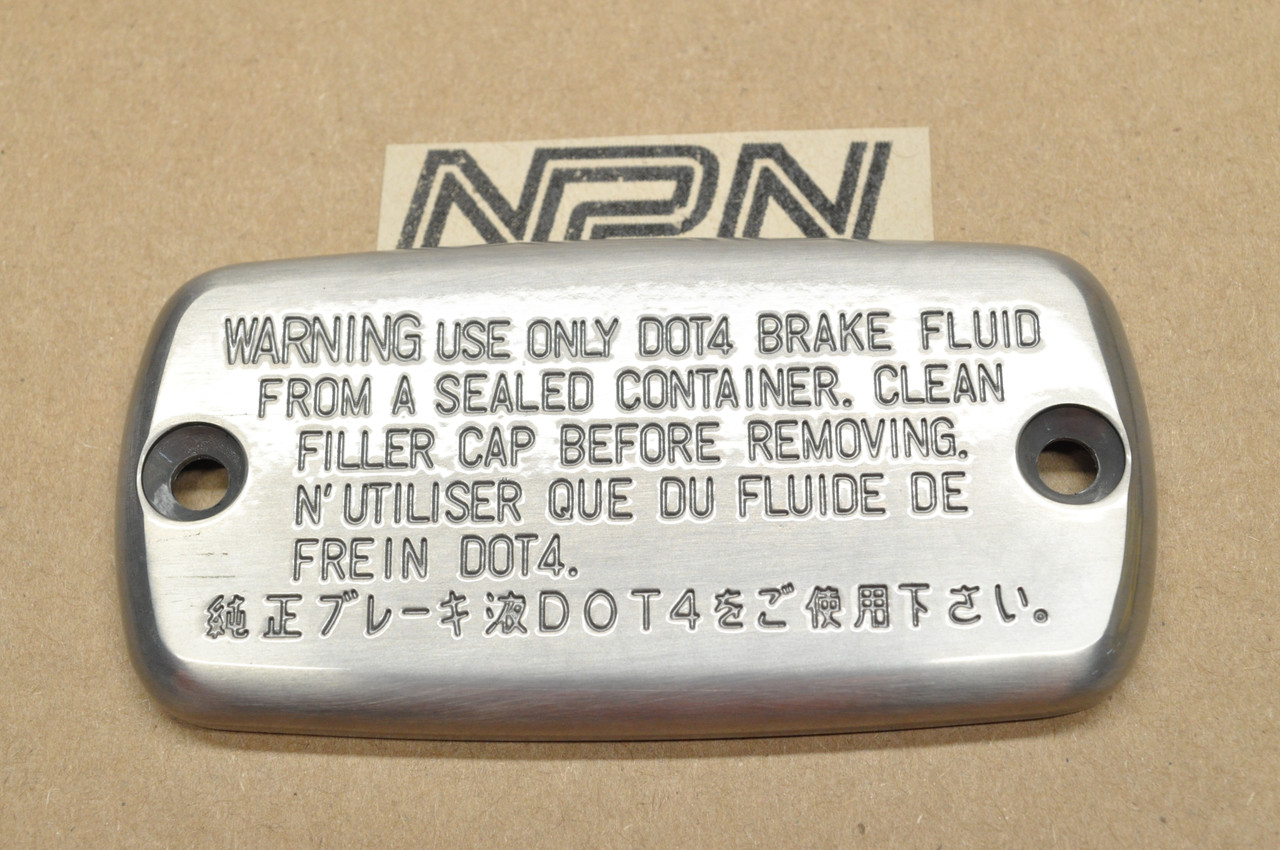 NPN
WARNING USE ONLY DOT4 BRAKE FLUID
FROM A SEALED CONTAINER. CLEAN
FILLER CAP BEFORE REMOVING.
N'UTILISER QUE DU FLUIDE DE
FREIN DOT4.
純正ブレーキ液DOT4をご使用下さい。